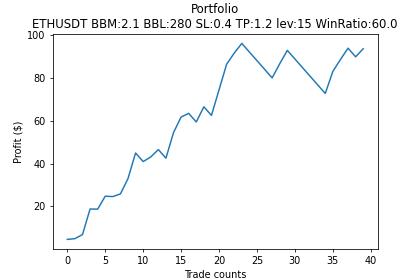 Portfolio
ETHUSDT BBM:2.1 BBL:280 SL:0.4 TP:1.2 lev:15 WinRatio:60.0
100
80
60
40
20
Profit ($)
0 5 10 15 20 25 30 35 40
Trade counts